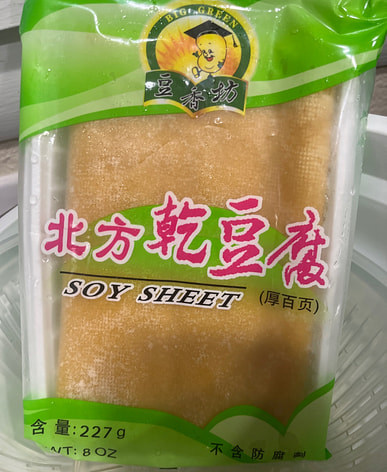 BIG GREEN
豆香坊
北方乾豆腐
SOY SHEET
(厚百页)
含量:227g
WT: 8 OZ
不含防腐剂